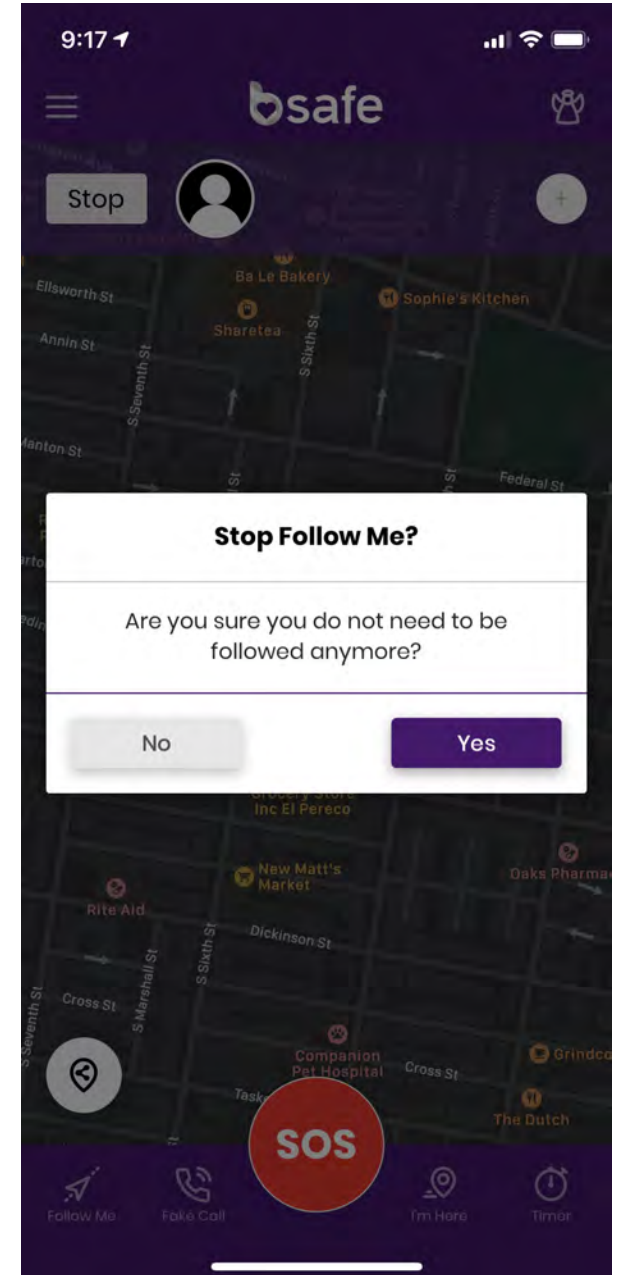 9:17
bsafe
Stop
+
Ba Le Bakery
Ellsworth St
Sophie's Kitchen
Sharetea
Annin St
S Sixth St
S Seventh St
Manton St
Federal St
Stop Follow Me?
Are you sure you do not need to be
followed anymore?
No
Yes
Grocery Store
Inc El Pereco
New Matt's
Market
Oaks Pharma
Rite Aid
Dickinson St
S Sixth St
S Marshall St
Cross St
S Seventh St
Companion
Pet Hospital
Grindco
Cross St
Task
The Dutch
SOS
Follow Me
Fake Call
I'm Here
Timer